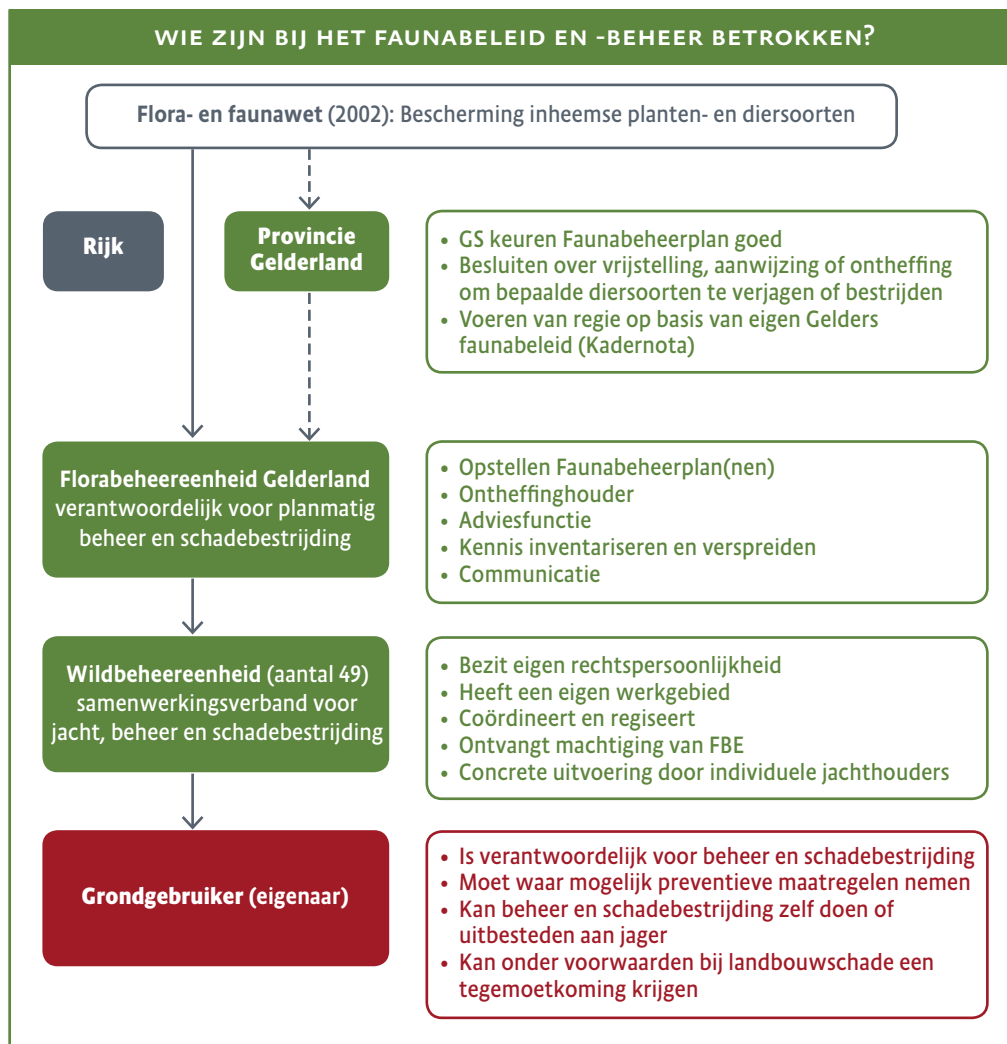 WIE ZIJN BIJ HET FAUNABELEID EN -BEHEER BETROKKEN?
Flora- en faunawet (2002): Bescherming inheemse planten- en diersoorten
Rijk
Provincie
Gelderland
• GS keuren Faunabeheerplan goed
• Besluiten over vrijstelling, aanwijzing of ontheffing
om bepaalde diersoorten te verjagen of bestrijden
• Voeren van regie op basis van eigen Gelders
faunabeleid (Kadernota)
Florabeheereenheid Gelderland
verantwoordelijk voor planmatig
beheer en schadebestrijding
• Opstellen Faunabeheerplan(nen)
• Ontheffinghouder
• Adviesfunctie
• Kennis inventariseren en verspreiden
• Communicatie
Wildbeheereenheid (aantal 49)
samenwerkingsverband voor
jacht, beheer en schadebestrijding
• Bezit eigen rechtspersoonlijkheid
• Heeft een eigen werkgebied
• Coördineert en regiseert
• Ontvangt machtiging van FBE
• Concrete uitvoering door individuele jachthouders
Grondgebruiker (eigenaar)
• Is verantwoordelijk voor beheer en schadebestrijding
• Moet waar mogelijk preventieve maatregelen nemen
• Kan beheer en schadebestrijding zelf doen of
uitbesteden aan jager
• Kan onder voorwaarden bij landbouwschade een
tegemoetkoming krijgen